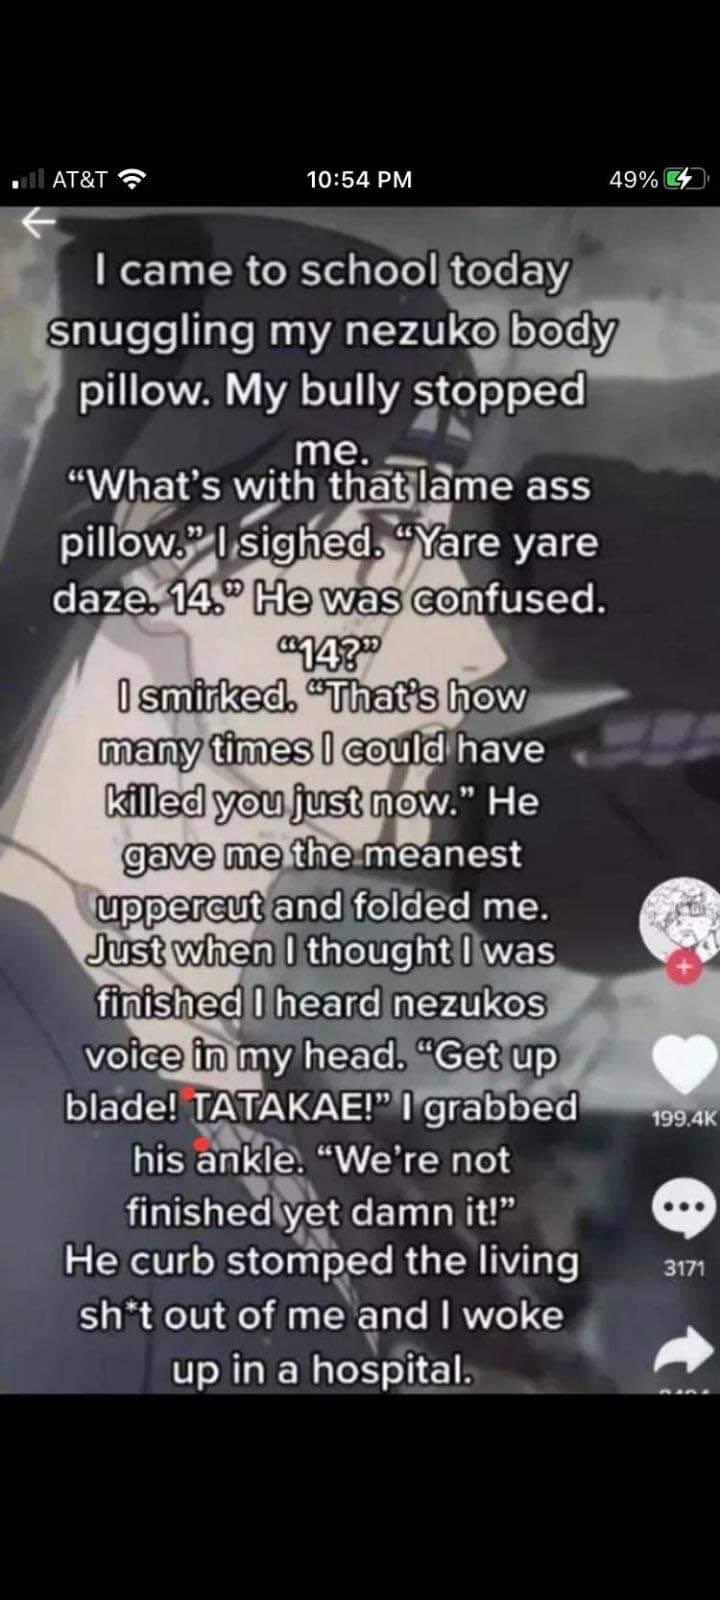 AT&T 10:54 PM 49%
I came to school today
snuggling my nezuko body
pillow. My bully stopped
me.
“What’s with that lame ass
pillow.” I sighed. “Yare yare
daze. 14.” He was confused.
“14?”
I smirked. “That’s how
many times I could have
killed you just now.” He
gave me the meanest
uppercut and folded me.
Just when I thought I was
finished I heard nezukos
voice in my head. “Get up
blade! TATAKAE!” I grabbed
his ankle. “We’re not
finished yet damn it!”
He curb stomped the living
sh*t out of me and I woke
up in a hospital.
199.4K
3171